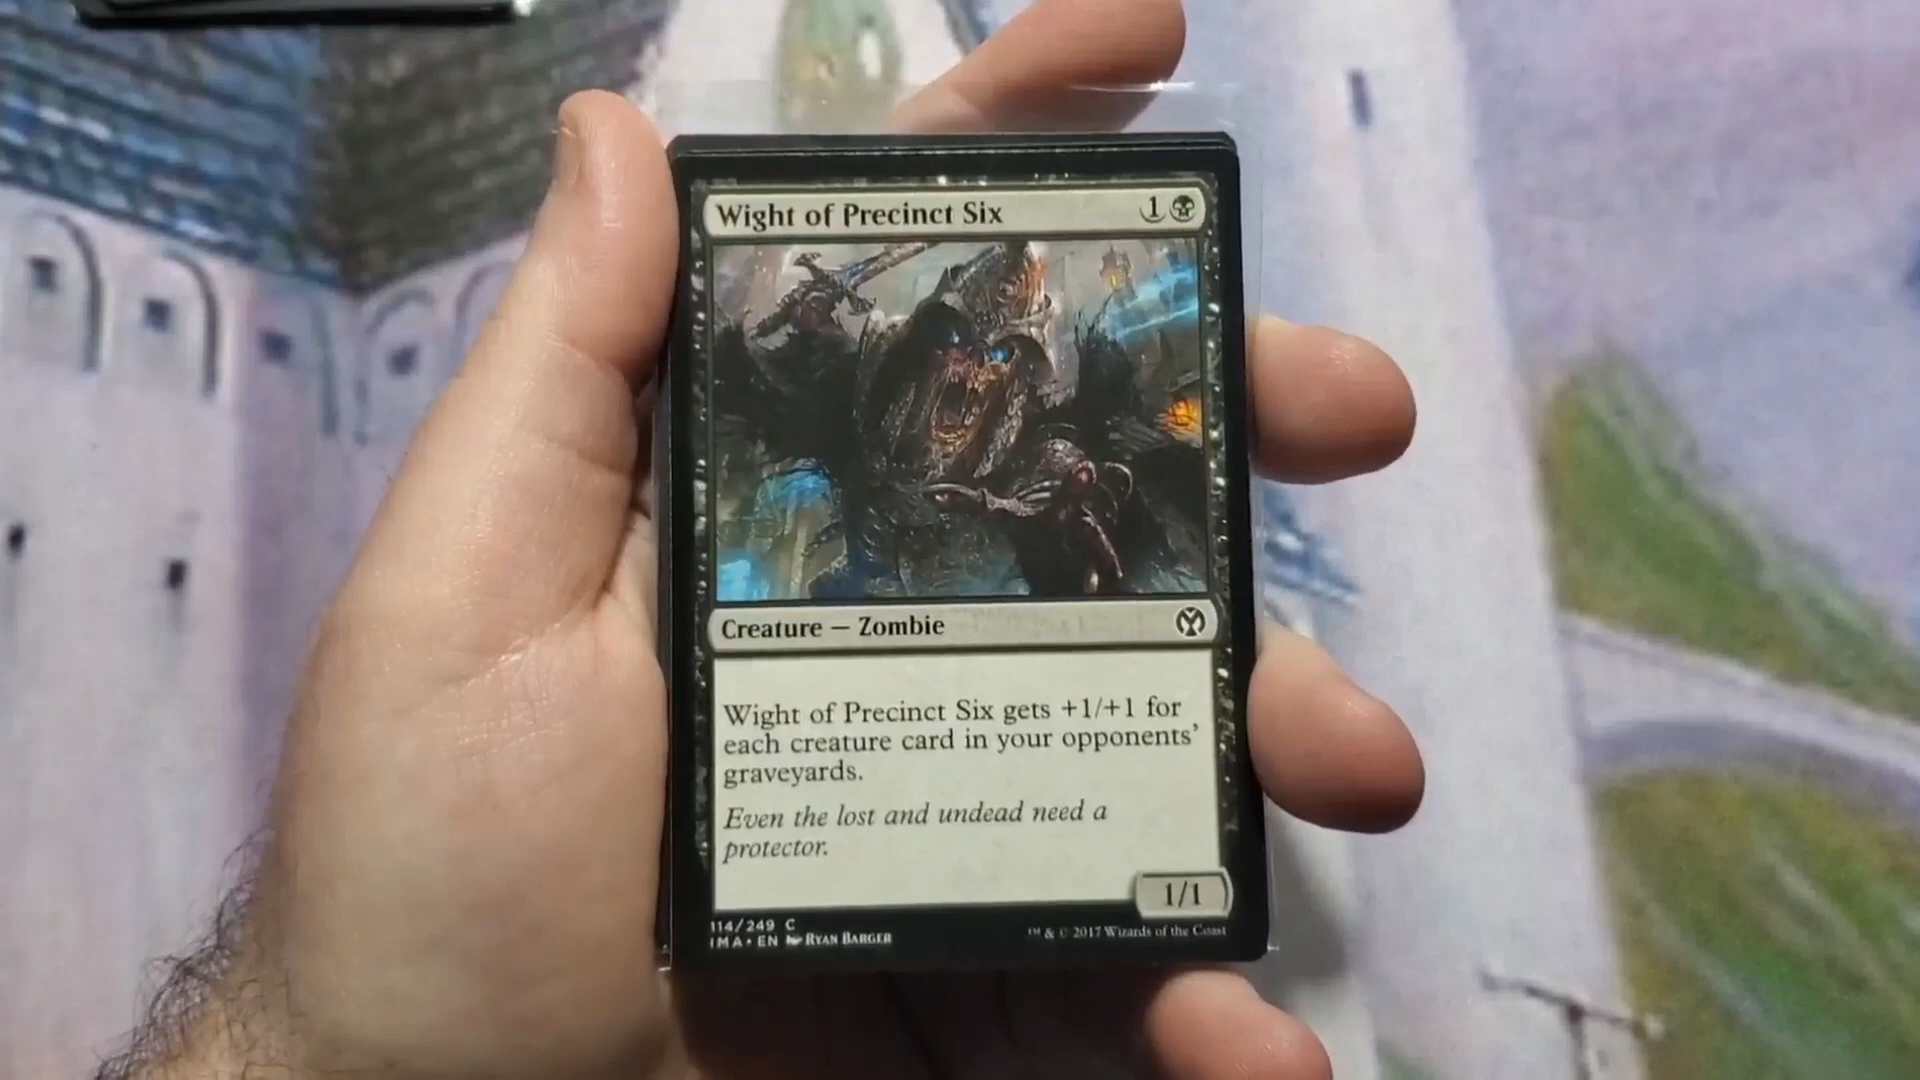 Wight of Precinct Six 1
Creature — Zombie
Wight of Precinct Six gets +1/+1 for
each creature card in your opponents'
graveyards.
Even the lost and undead need a
protector.
1/1
114/249 C
IMA • EN Ryan Barger
™ & © 2017 Wizards of the Coast